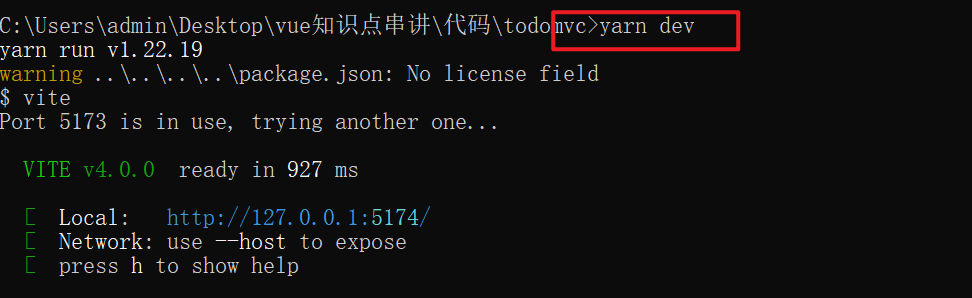 C:\Users\admin\Desktop\vue知识点串讲\代码\todomvc>yarn dev
yarn run v1.22.19
warning ..\..\..\..\package.json: No license field
$ vite
Port 5173 is in use, trying another one...
VITE v4.0.0 ready in 927 ms
[ Local: http://127.0.0.1:5174/
[ Network: use --host to expose
[ press h to show help